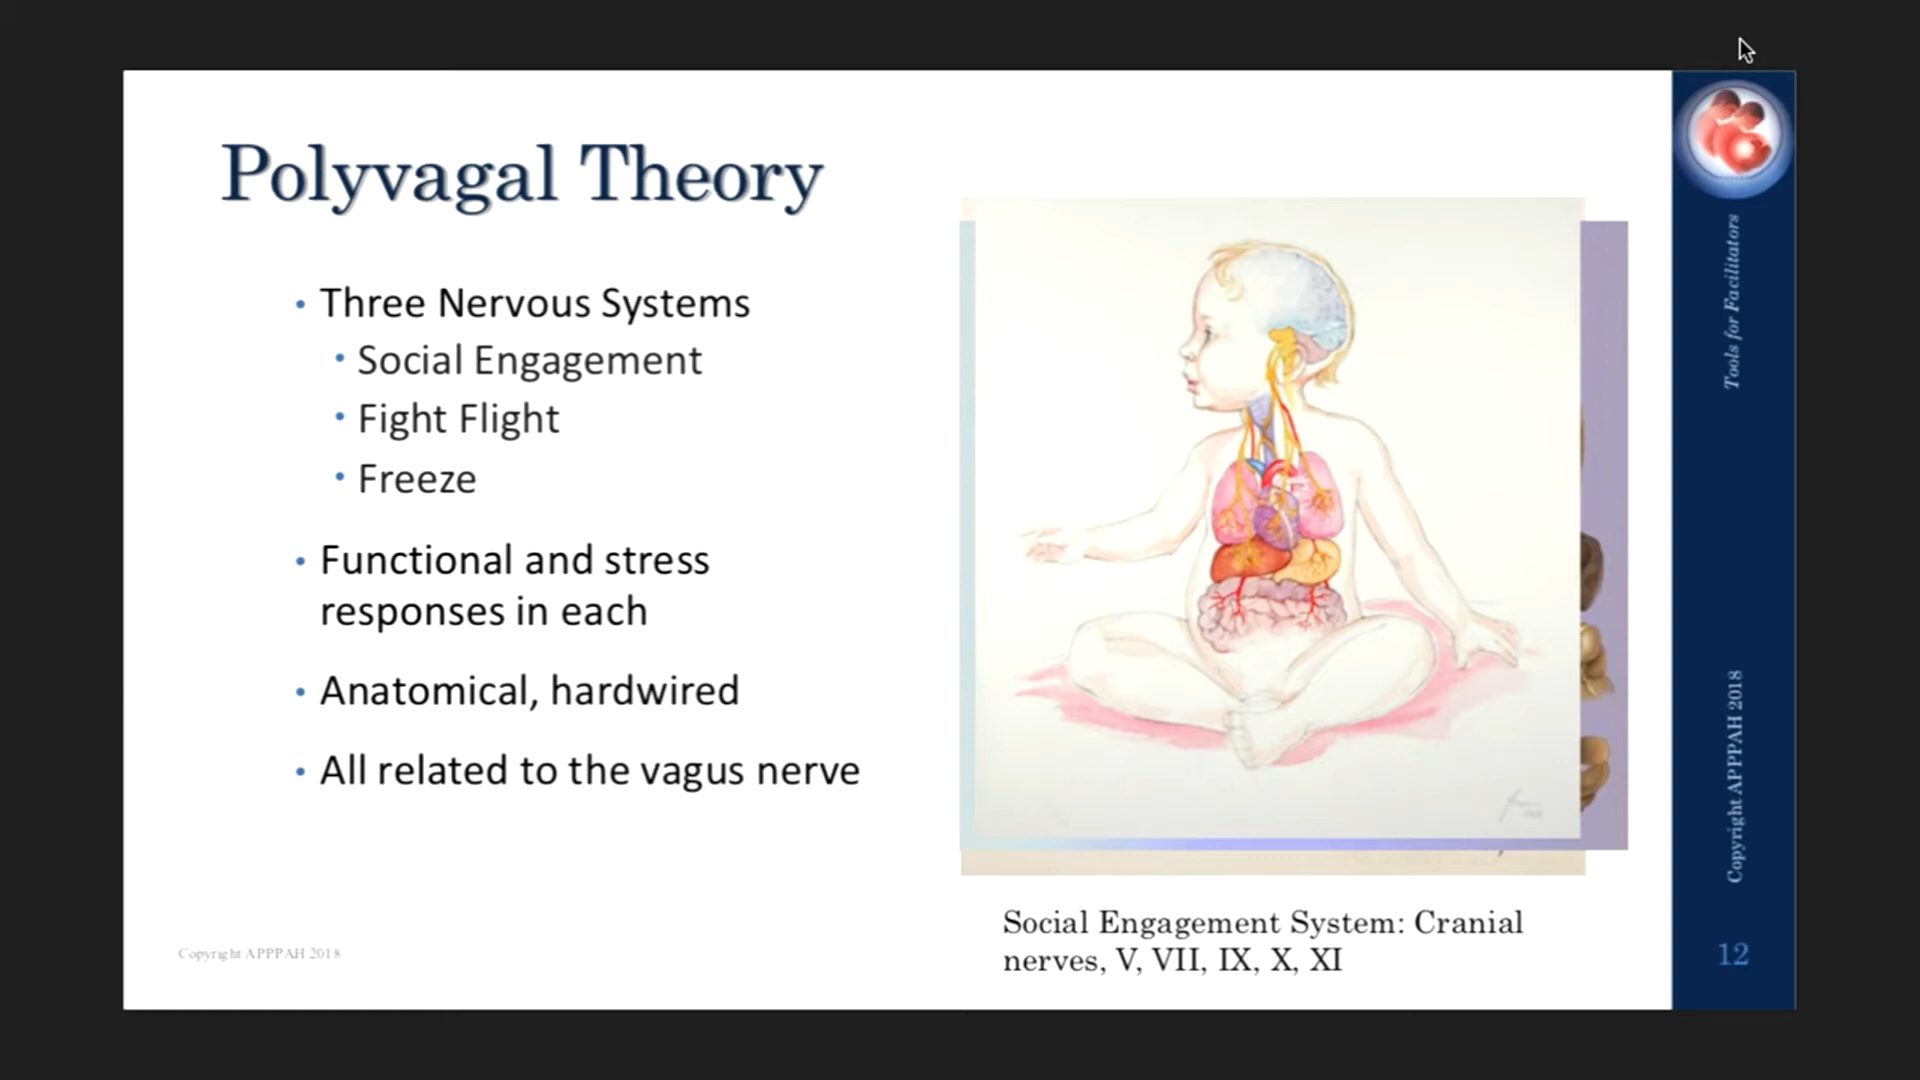 Polyvagal Theory
• Three Nervous Systems
• Social Engagement
• Fight Flight
• Freeze
• Functional and stress
responses in each
• Anatomical, hardwired
• All related to the vagus nerve
Social Engagement System: Cranial
nerves, V, VII, IX, X, XI
Copyright APPPAH 2018
Tools for Facilitators
Copyright APPPAH 2018
12